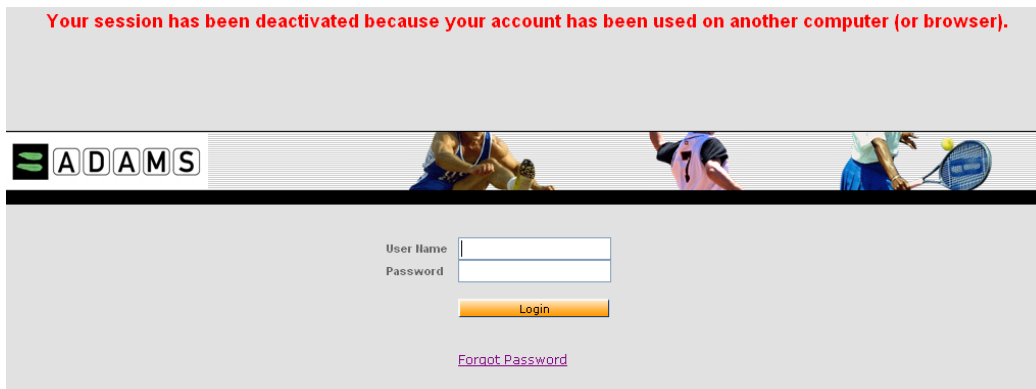 Your session has been deactivated because your account has been used on another computer (or browser).
ADAMS
User Name
Password
Login
Forgot Password